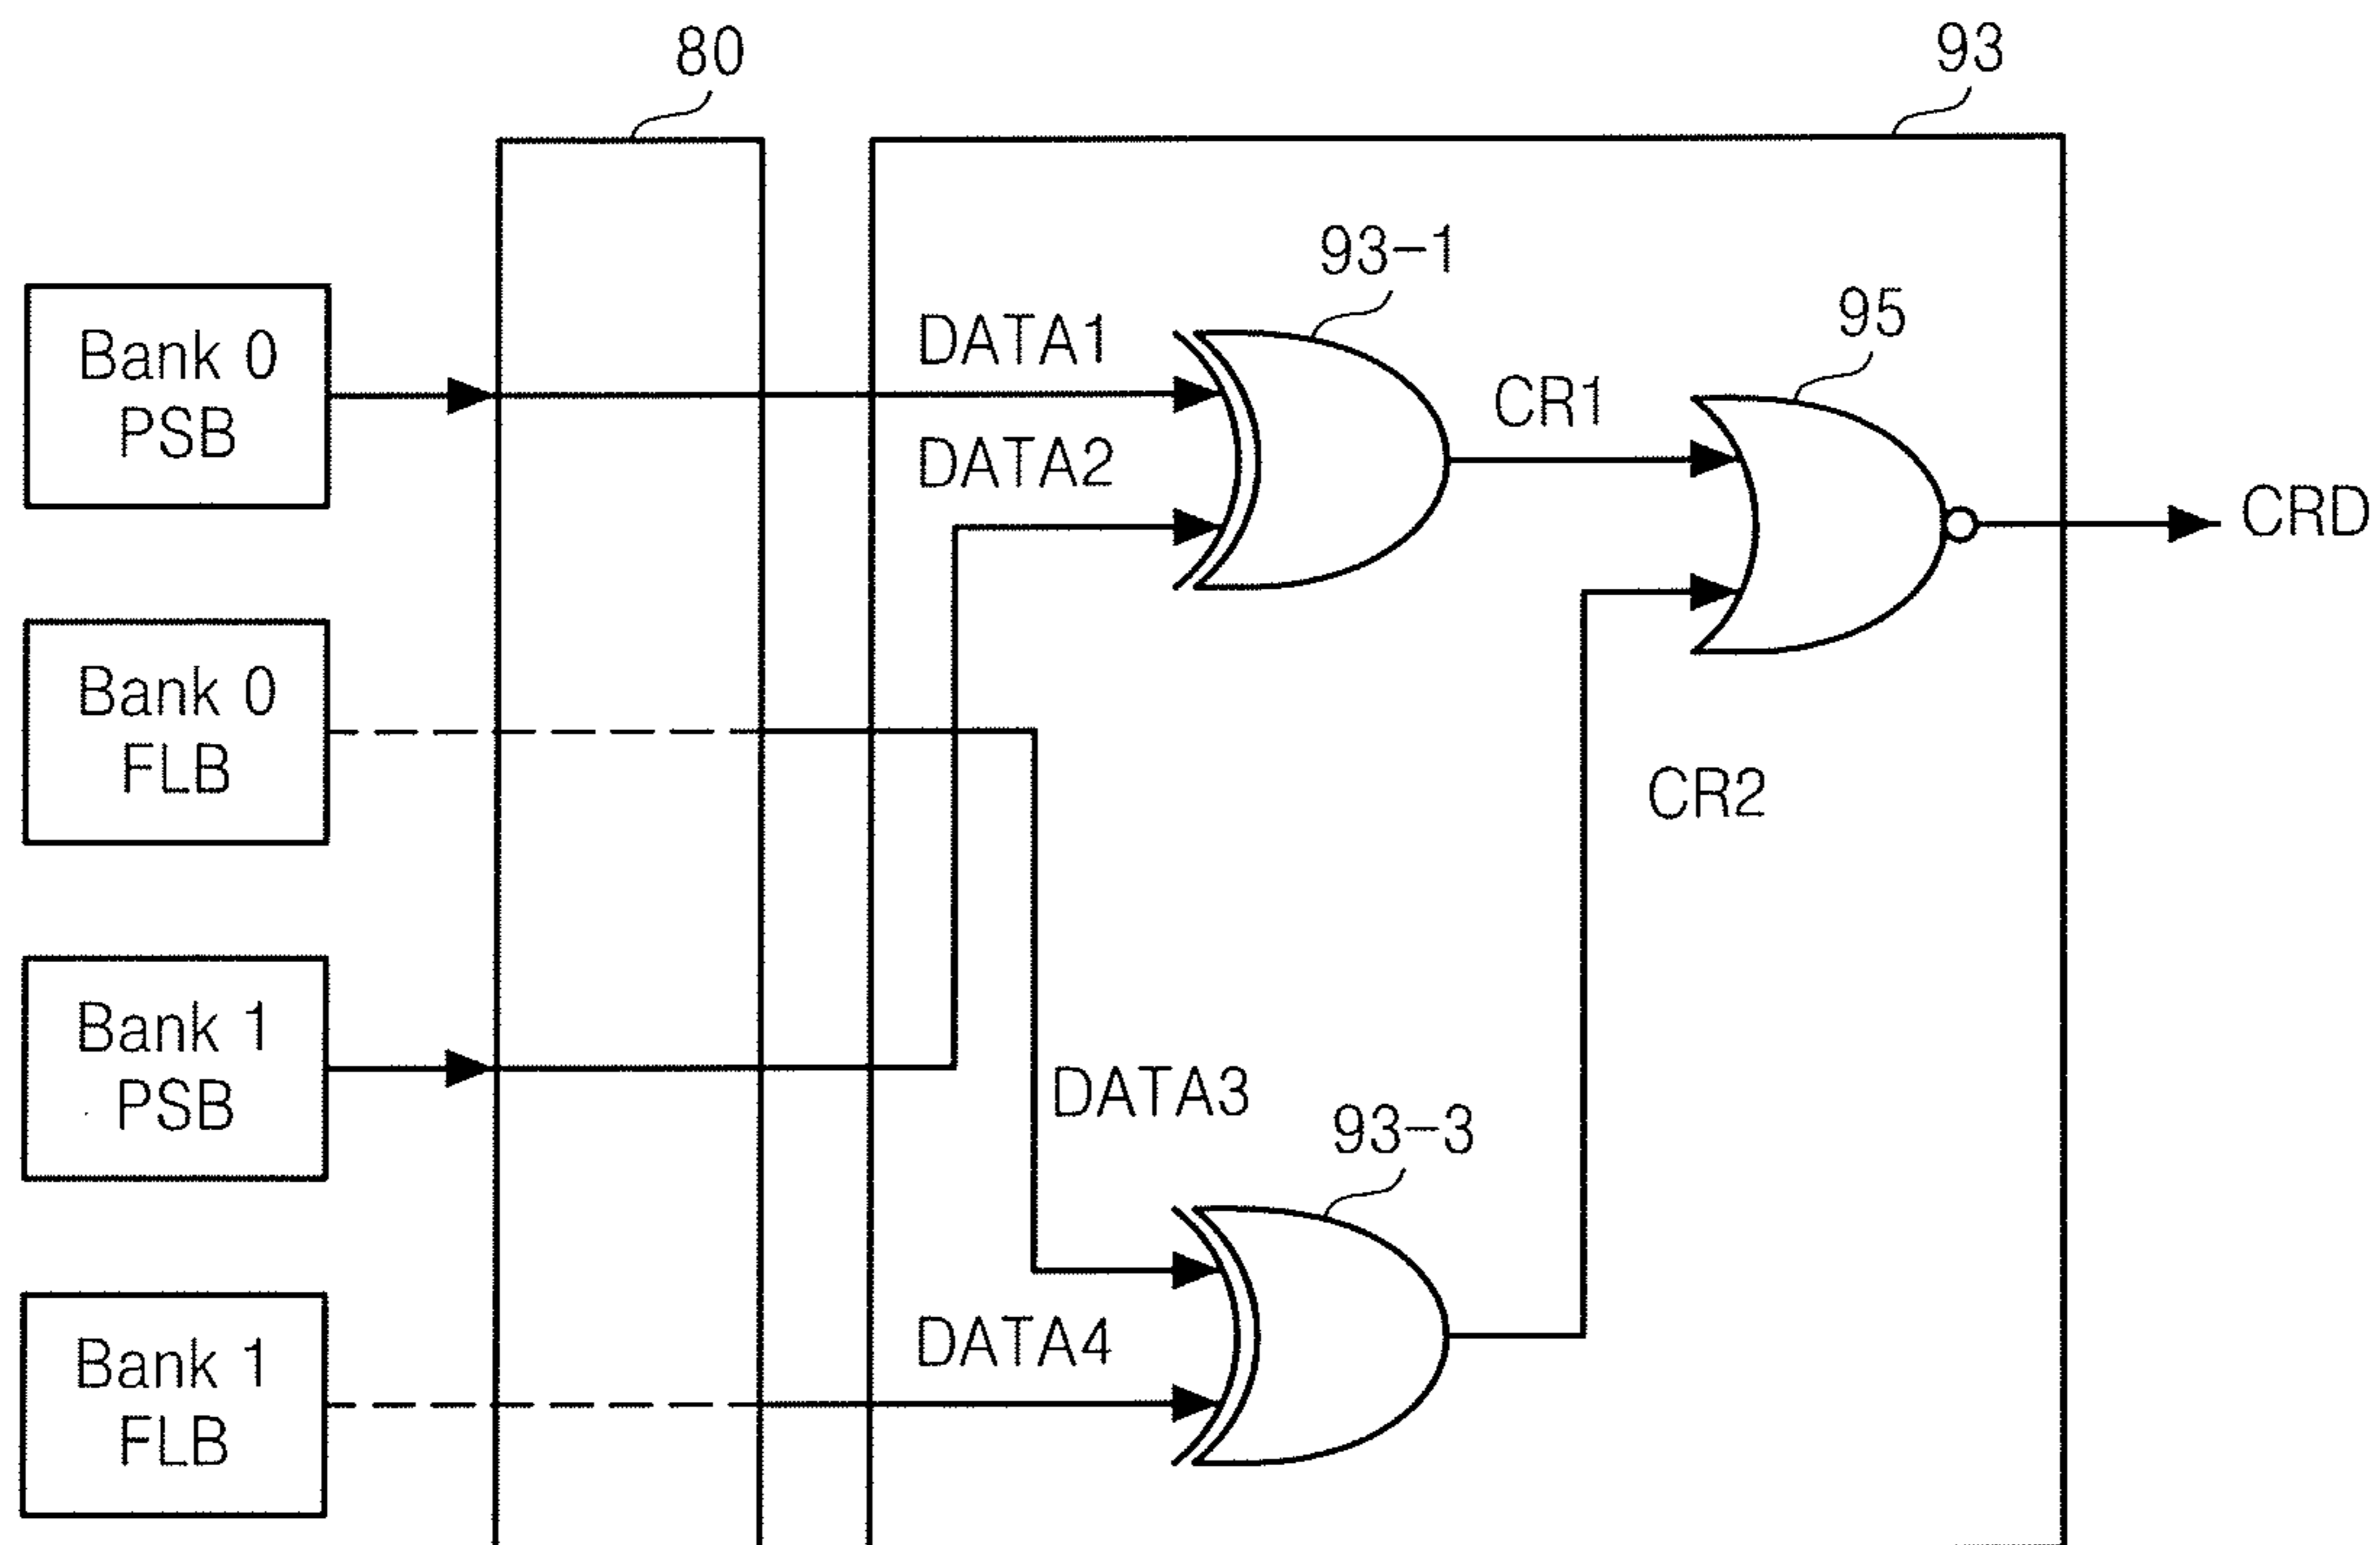 80
93
93-1
95
Bank 0
PSB
DATA1
DATA2
CR1
CRD
Bank 0
FLB
CR2
Bank 1
PSB
DATA3
93-3
Bank 1
FLB
DATA4